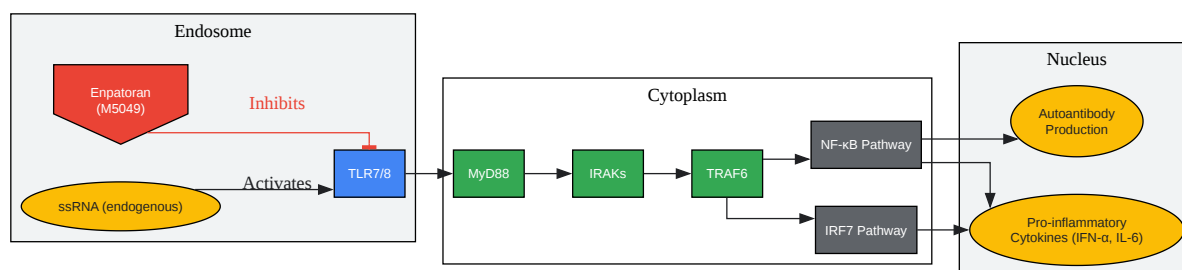 Endosome
Enpatoran
(M5049)
Inhibits
ssRNA (endogenous)
Activates
TLR7/8
Cytoplasm
MyD88
IRAKs
TRAF6
NF-κB Pathway
IRF7 Pathway
Nucleus
Autoantibody
Production
Pro-inflammatory
Cytokines (IFN-α, IL-6)